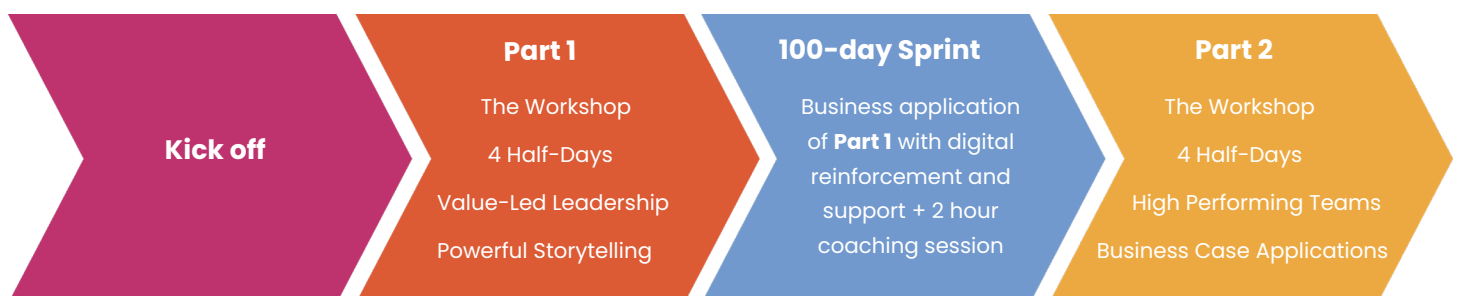 Kick off
Part 1
The Workshop
4 Half-Days
Value-Led Leadership
Powerful Storytelling
100-day Sprint
Business application
of Part 1 with digital
reinforcement and
support + 2 hour
coaching session
Part 2
The Workshop
4 Half-Days
High Performing Teams
Business Case Applications